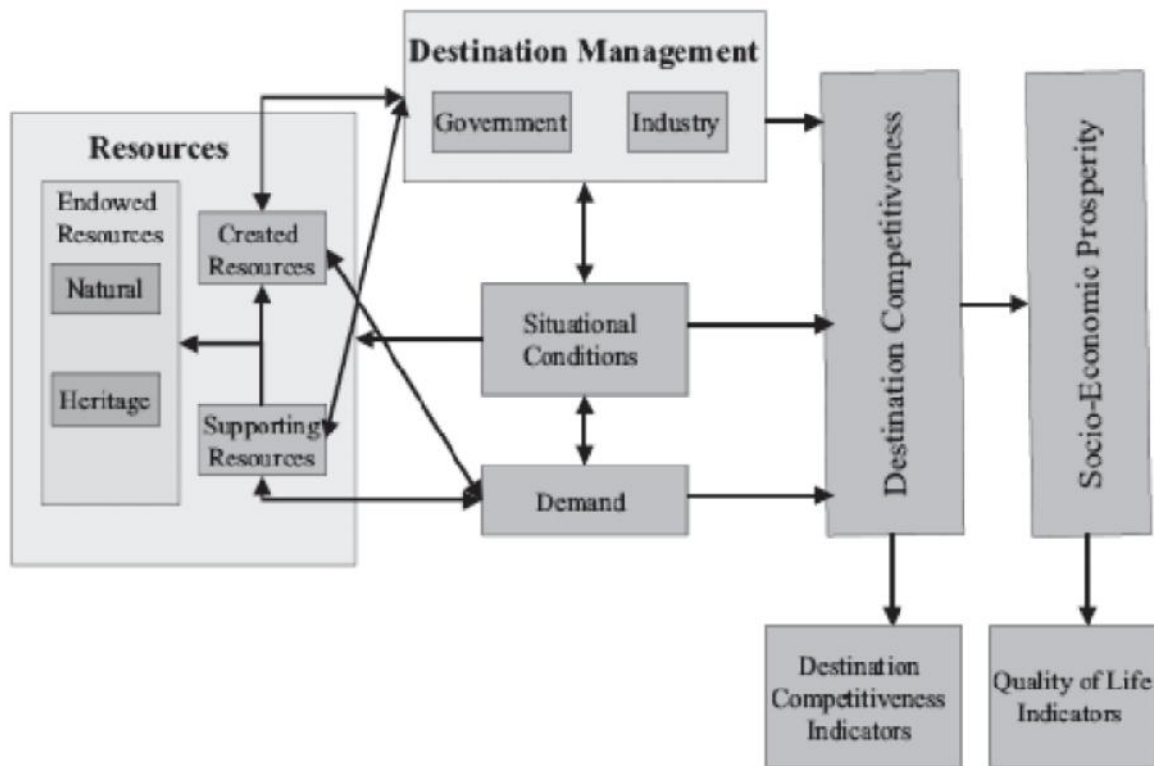 Destination Management
Government
Industry
Resources
Endowed
Resources
Natural
Heritage
Created
Resources
Supporting
Resources
Situational
Conditions
Demand
Destination Competitiveness
Socio-Economic Prosperity
Destination
Competitiveness
Indicators
Quality of Life
Indicators